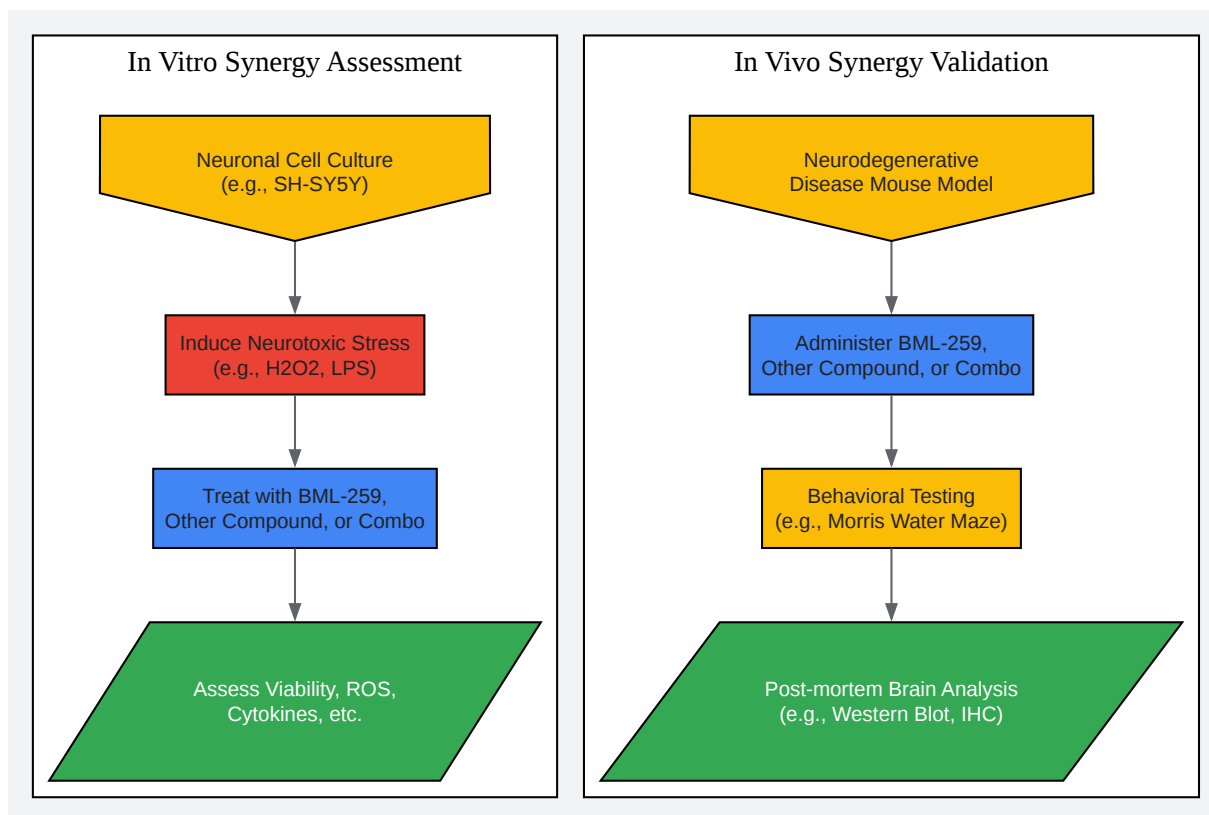 In Vitro Synergy Assessment
Neuronal Cell Culture
(e.g., SH-SY5Y)
Induce Neurotoxic Stress
(e.g., H2O2, LPS)
Treat with BML-259,
Other Compound, or Combo
Assess Viability, ROS,
Cytokines, etc.
In Vivo Synergy Validation
Neurodegenerative
Disease Mouse Model
Administer BML-259,
Other Compound, or Combo
Behavioral Testing
(e.g., Morris Water Maze)
Post-mortem Brain Analysis
(e.g., Western Blot, IHC)